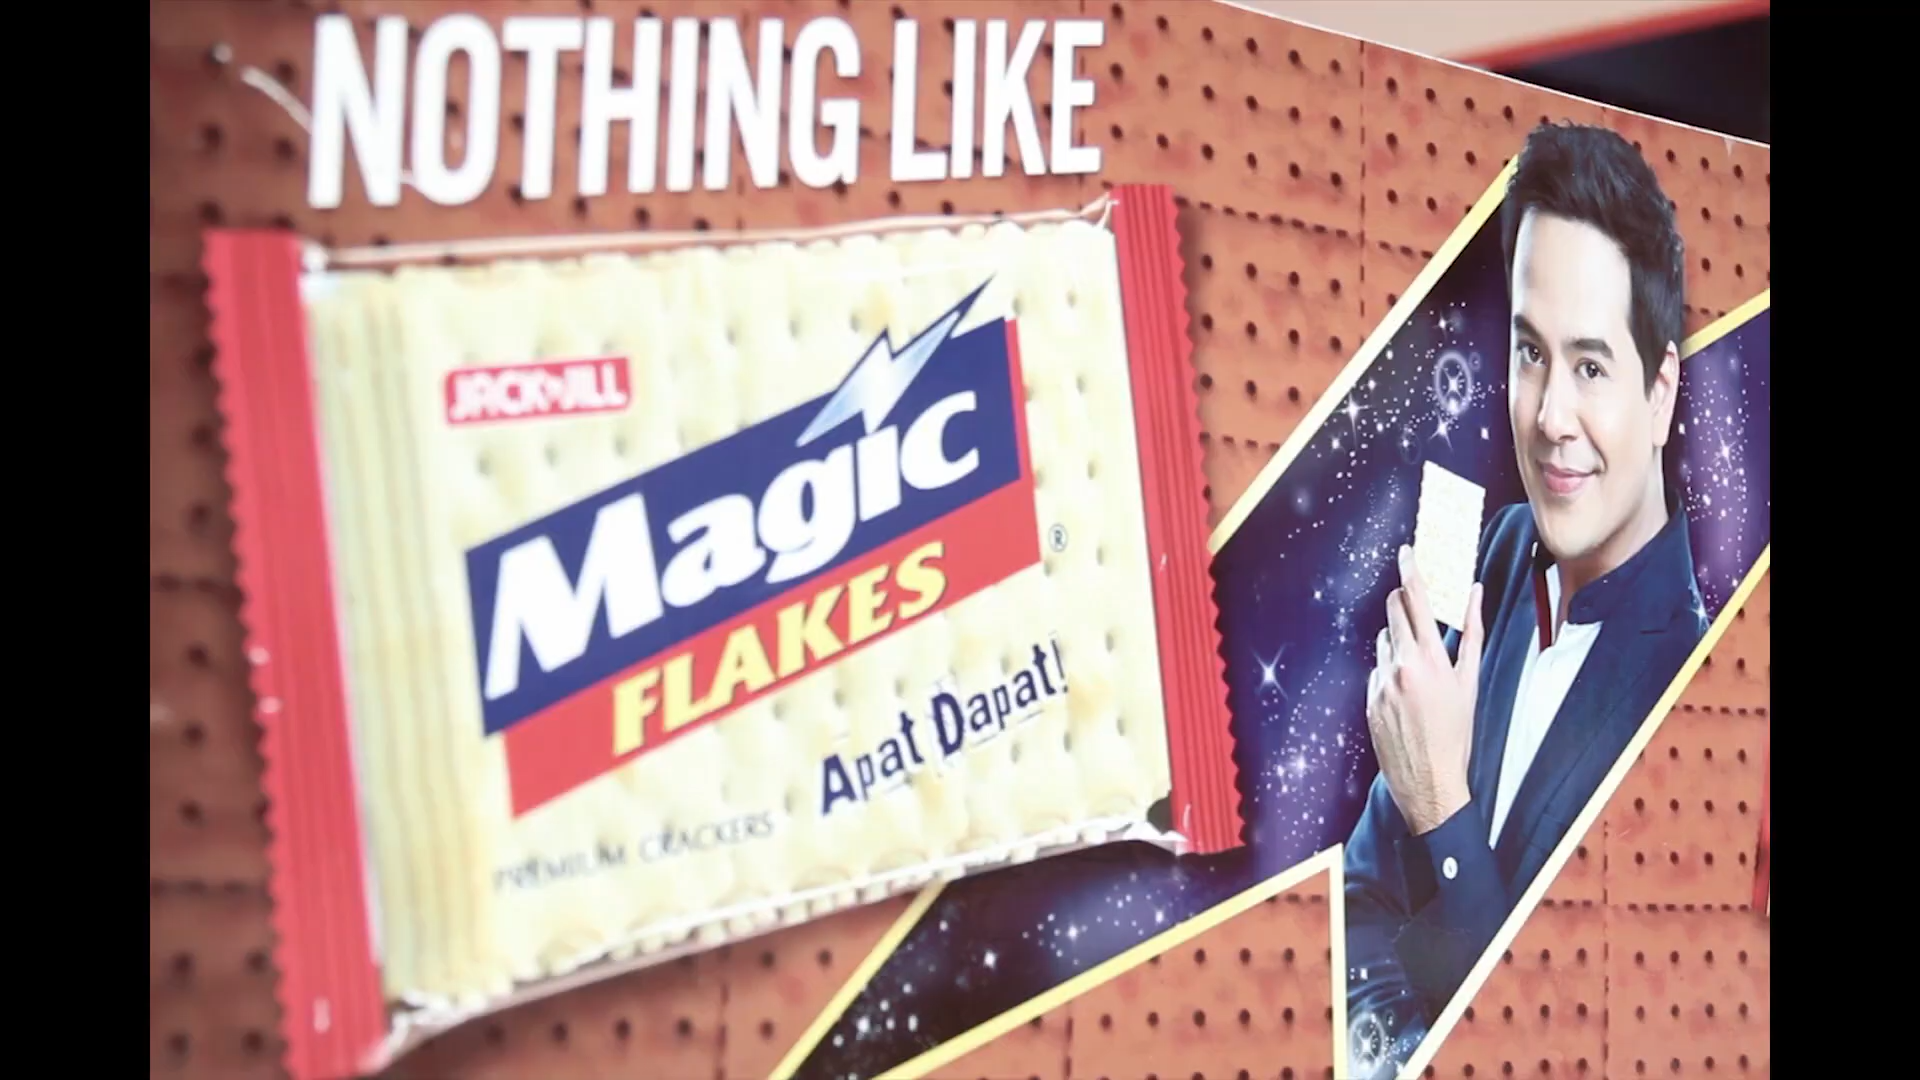 NOTHING LIKE
JACK 'n JILL
Magic
FLAKES
®
Apat Dapat!
PREMIUM CRACKERS